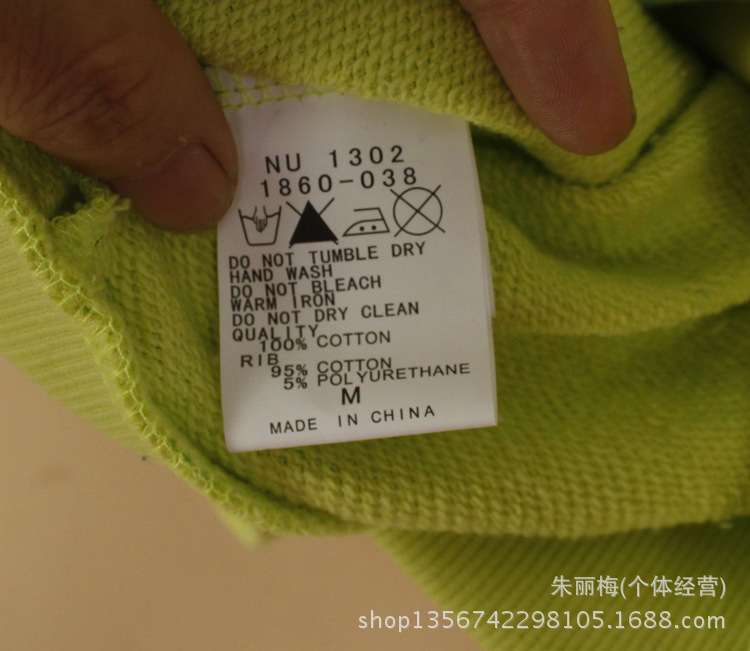 NU 1302
1860-038
DO NOT TUMBLE DRY
HAND WASH
DO NOT BLEACH
WARM IRON
DO NOT DRY CLEAN
QUALITY
100% COTTON
RIB
95% COTTON
5% POLYURETHANE
M
MADE IN CHINA
朱丽梅(个体经营)
shop1356742298105.1688.com